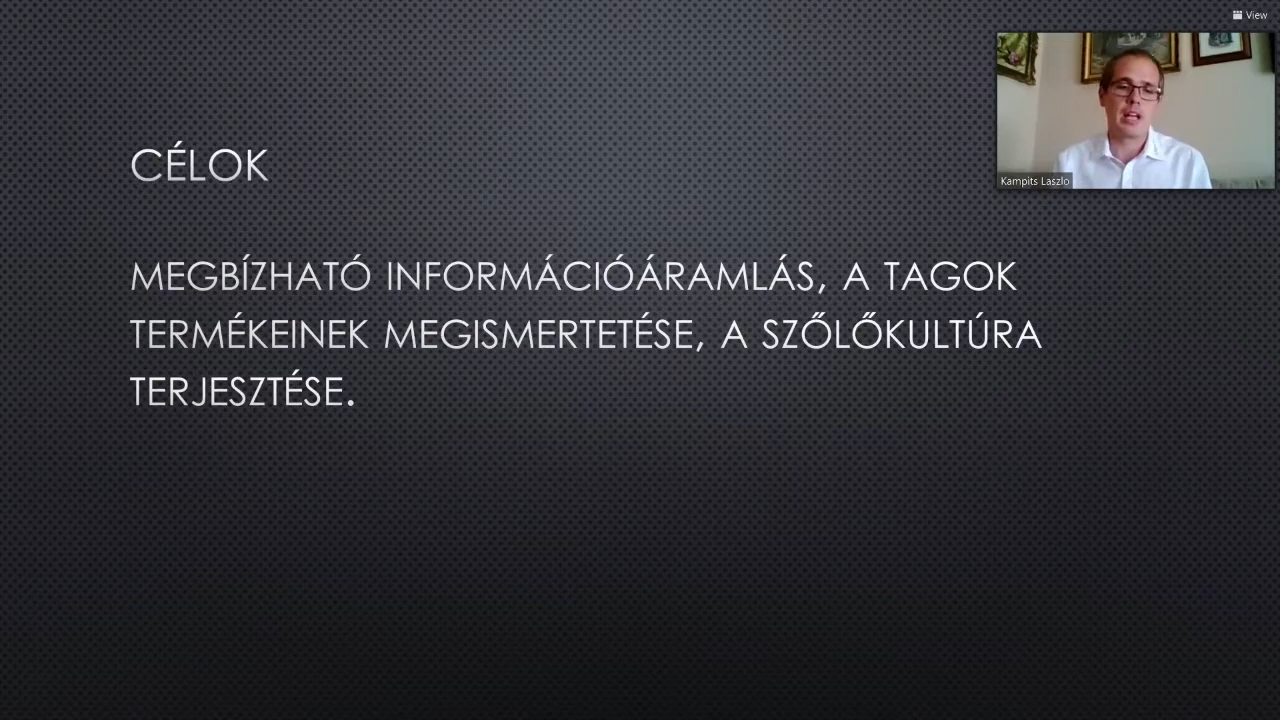 View
Kampits Laszlo
CÉLOK
MEGBÍZHATÓ INFORMÁCIÓÁRAMLÁS, A TAGOK
TERMÉKEINEK MEGISMERTETÉSE, A SZŐLŐKULTÚRA
TERJESZTÉSE.